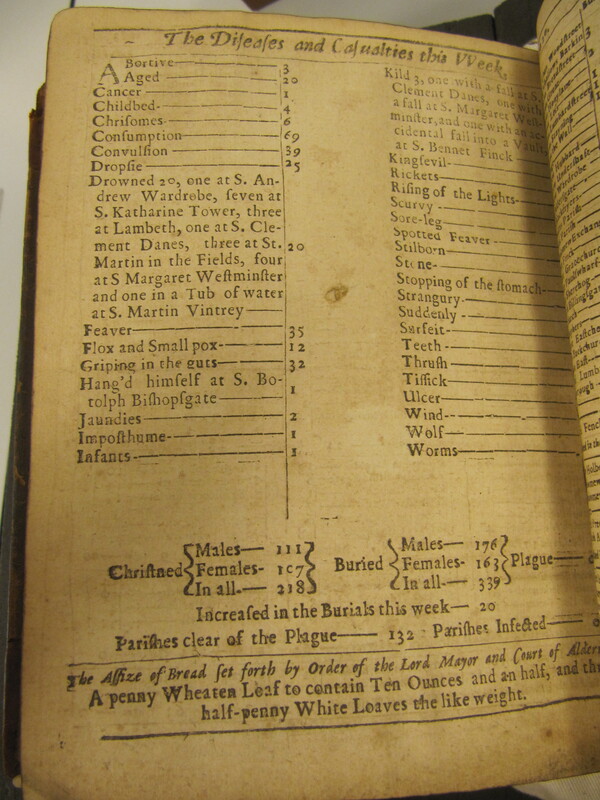 The Diſeaſes and Caſualties this VVeek.
ABortive — 3
Aged — 20
Cancer — 1
Childbed — 4
Chriſomes — 6
Conſumption — 69
Convulſion — 39
Dropſie — 25
Drowned 20, one at S. An-
drew Wardrobe, ſeven at
S. Katharine Tower, three
at Lambeth, one at S. Cle-
ment Danes, three at St. 20
Martin in the Fields, four
at S Margaret Weſtminſter
and one in a Tub of water
at S. Martin Vintrey —
Feaver — 35
Flox and Small pox — 12
Griping in the guts — 32
Hang'd himſelf at S. Bo-
tolph Biſhopſgate — 1
Jaundies — 2
Impoſthume — 1
Infants — 1
Kild 3, one with a fall at S.
Clement Danes, one with
a fall at S. Margaret Weſt-
minſter, and one with an ac-
cidental fall into a Vault
at S. Bennet Finck
Kingſevil —
Rickets —
Riſing of the Lights —
Scurvy —
Sore-leg —
Spotted Feaver —
Stilborn —
Stone —
Stopping of the ſtomach —
Strangury —
Suddenly —
Surfeit —
Teeth —
Thruſh —
Tiſſick —
Ulcer —
Wind —
Wolf —
Worms —
Chriſtned { Males — 111 Females - 107 In all — 218 }
Buried { Males — 176 Females - 163 In all — 339 } Plague —
Increaſed in the Burials this week — 20
Pariſhes clear of the Plague — 132 Pariſhes Infected — 0
The Aſſize of Bread ſet forth by Order of the Lord Mayor and Court of
A penny Wheaten Loaf to contain Ten Ounces and an half, and
half-penny White Loaves the like weight.